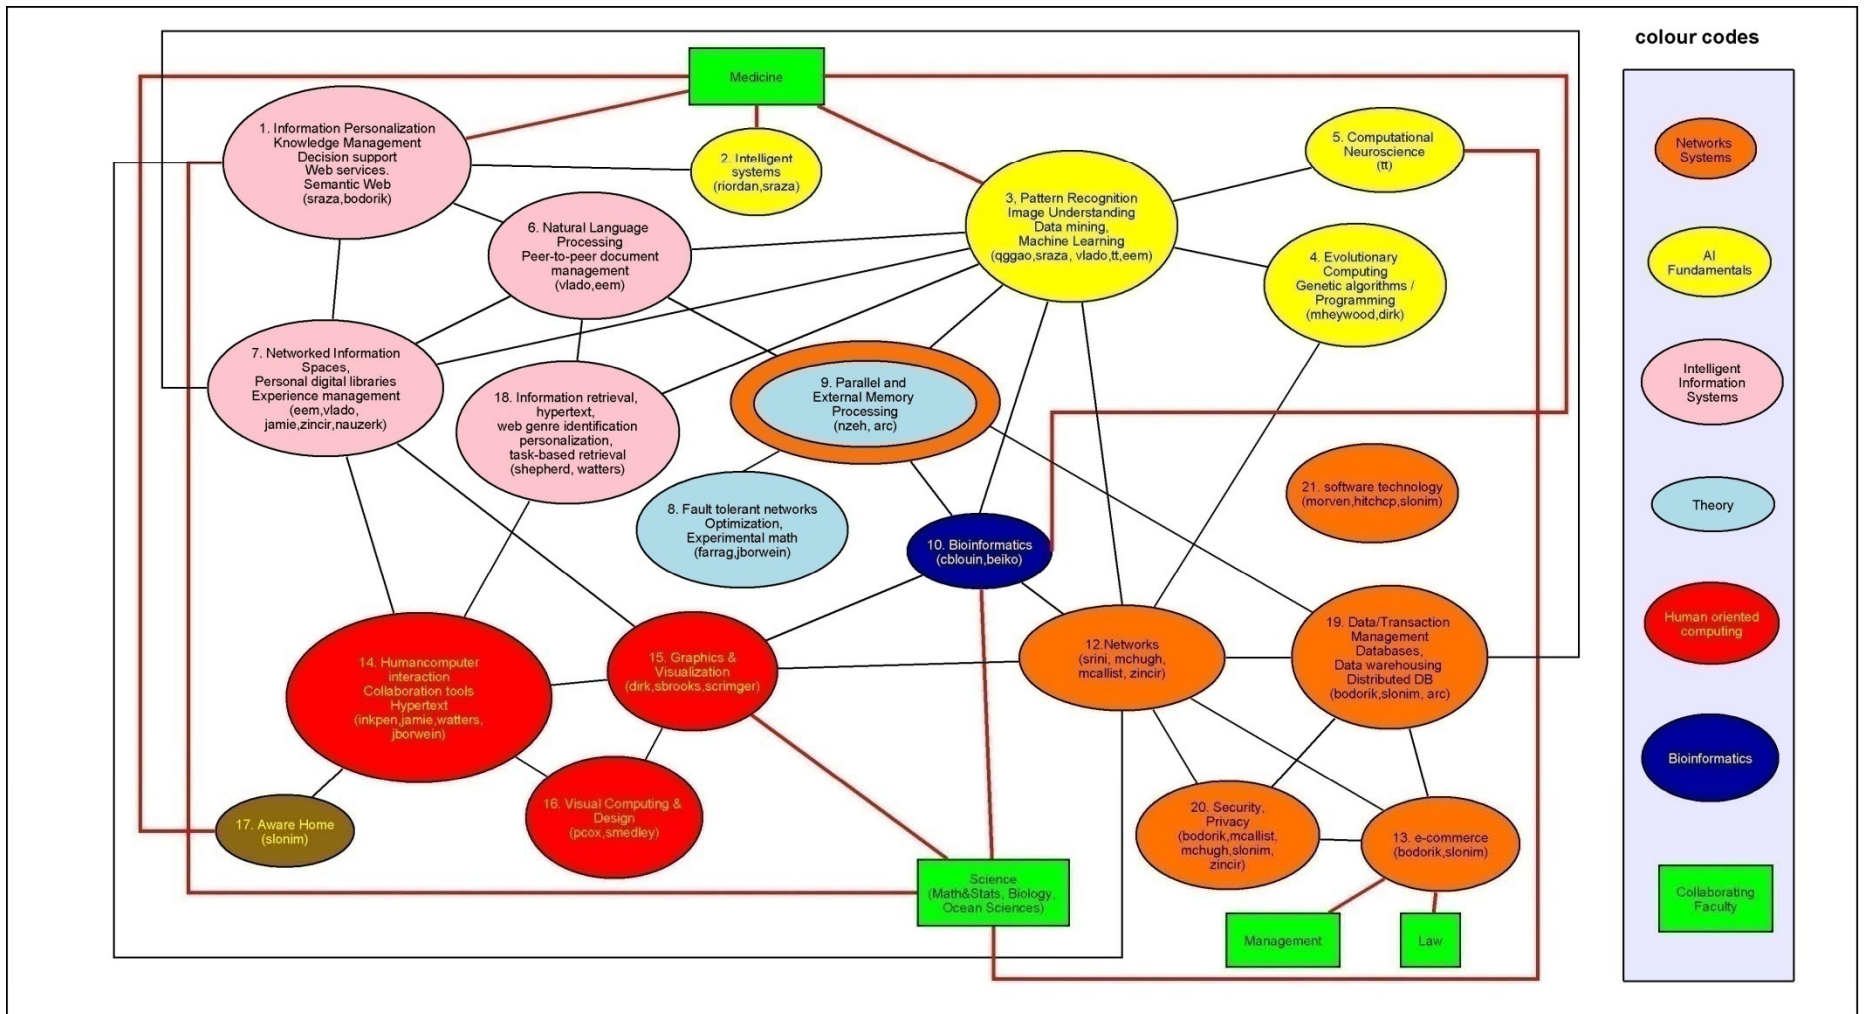 colour codes
Medicine
1. Information Personalization
Knowledge Management
Decision support
Web services.
Semantic Web
(sraza,bodorik)
2. Intelligent
systems
(riordan,sraza)
3, Pattern Recognition
Image Understanding
Data mining,
Machine Learning
(qggao,sraza, vlado,tt,eem)
5. Computational
Neuroscience
(tt)
4. Evolutionary
Computing
Genetic algorithms /
Programming
(mheywood,dirk)
6. Natural Language
Processing
Peer-to-peer document
management
(vlado,eem)
7. Networked Information
Spaces,
Personal digital libraries
Experience management
(eem,vlado,
jamie,zincir,nauzerk)
18. Information retrieval,
hypertext,
web genre identification
personalization,
task-based retrieval
(shepherd, watters)
9. Parallel and
External Memory
Processing
(nzeh, arc)
8. Fault tolerant networks
Optimization,
Experimental math
(farrag,jborwein)
10. Bioinformatics
(cblouin,beiko)
21. software technology
(morven,hitchcp,slonim)
14. Humancomputer
interaction
Collaboration tools
Hypertext
(inkpen,jamie,watters,
jborwein)
15. Graphics &
Visualization
(dirk,sbrooks,scrimger)
12.Networks
(srini, mchugh,
mcallist, zincir)
19. Data/Transaction
Management
Databases,
Data warehousing
Distributed DB
(bodorik,slonim, arc)
16. Visual Computing &
Design
(pcox,smedley)
17. Aware Home
(slonim)
20. Security,
Privacy
(bodorik,mcallist,
mchugh,slonim,
zincir)
13. e-commerce
(bodorik,slonim)
Science
(Math&Stats, Biology,
Ocean Sciences)
Management
Law
Networks
Systems
AI
Fundamentals
Intelligent
Information
Systems
Theory
Human oriented
computing
Bioinformatics
Collaborating
Faculty